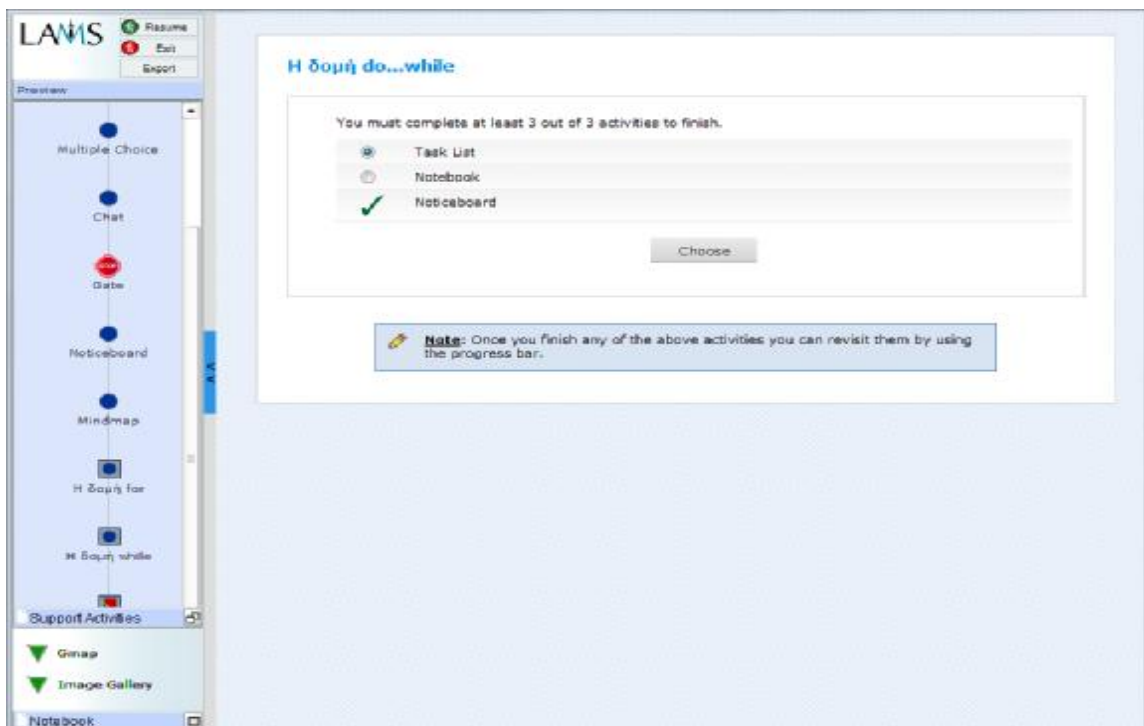 LAMS
Resume
Exit
Export
Preview
Multiple Choice
Chat
STOP
Gate
Noticeboard
Mindmap
Η δομή for
Η δομή while
Support Activities
Gmap
Image Gallery
Notebook
Η δομή do...while
You must complete at least 3 out of 3 activities to finish.
Task List
Notebook
Noticeboard
Choose
Note: Once you finish any of the above activities you can revisit them by using
the progress bar.